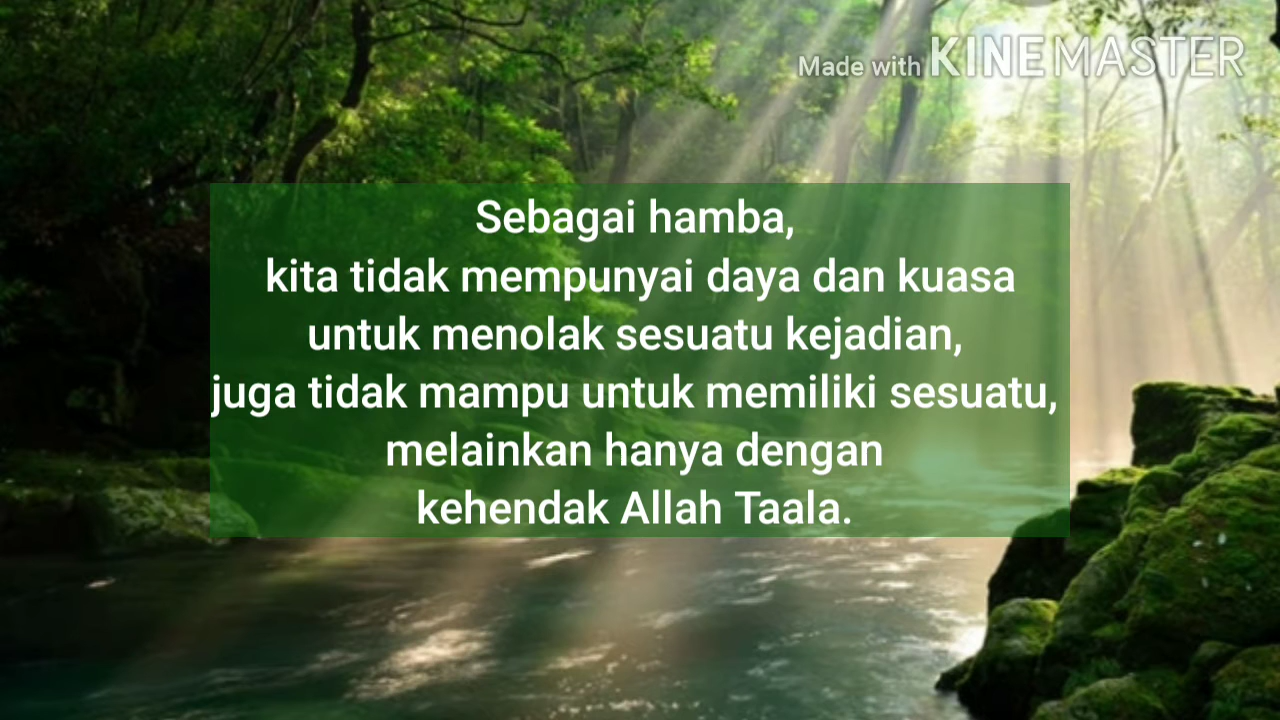 Made with KINEMASTER
Sebagai hamba,
kita tidak mempunyai daya dan kuasa
untuk menolak sesuatu kejadian,
juga tidak mampu untuk memiliki sesuatu,
melainkan hanya dengan
kehendak Allah Taala.